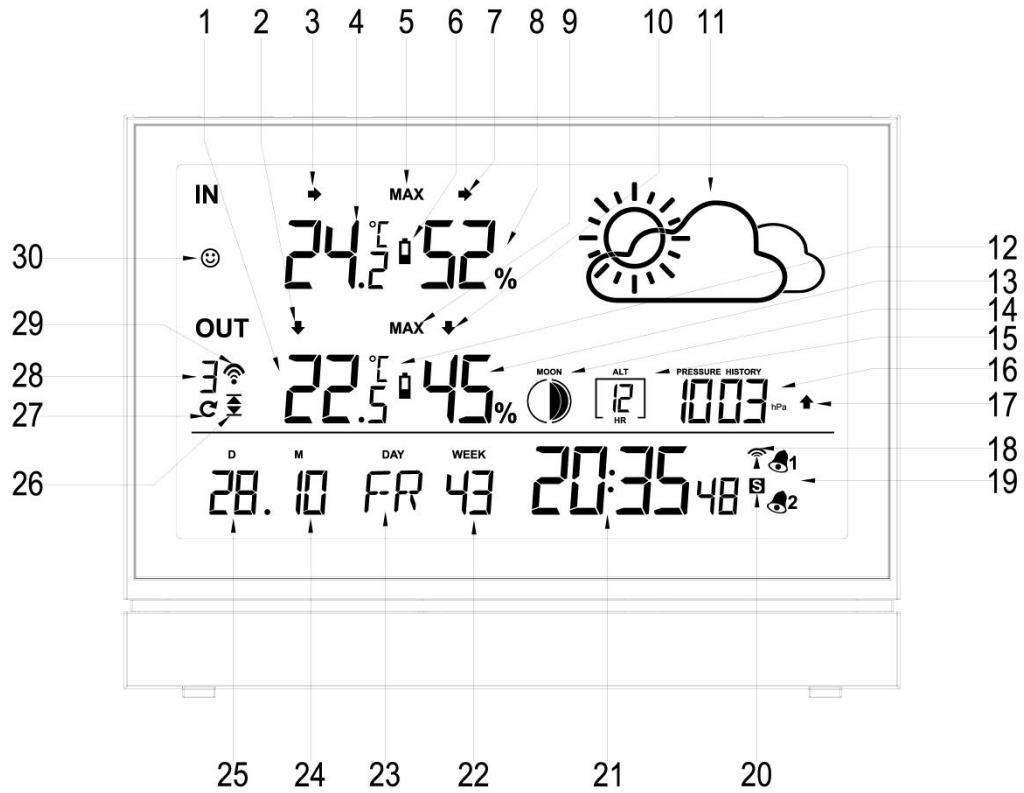 1 2 3 4 5 6 7 8 9 10 11
IN MAX
24.2 °C 52 %
30
12
13
OUT MAX
14
29
15
28 3 22.5 °C 45 % MOON ALT PRESSURE HISTORY
12 HR 1003 hPa 16
27
17
26 D M DAY WEEK
18
28. 10 FR 43 20:35 48 1
S 2
19
25 24 23 22 21 20